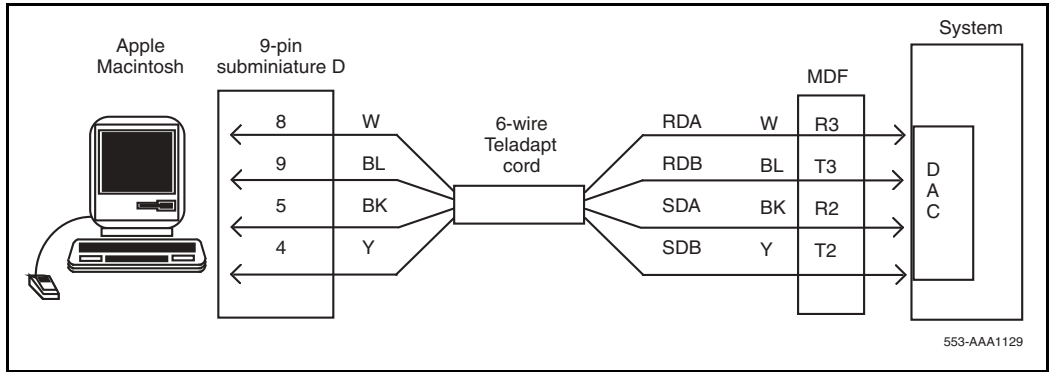 System
Apple
Macintosh
9-pin
subminiature D
MDF
6-wire
Teladapt
cord
8 W RDA W R3
9 BL RDB BL T3
5 BK SDA BK R2
4 Y SDB Y T2
D
A
C
553-AAA1129